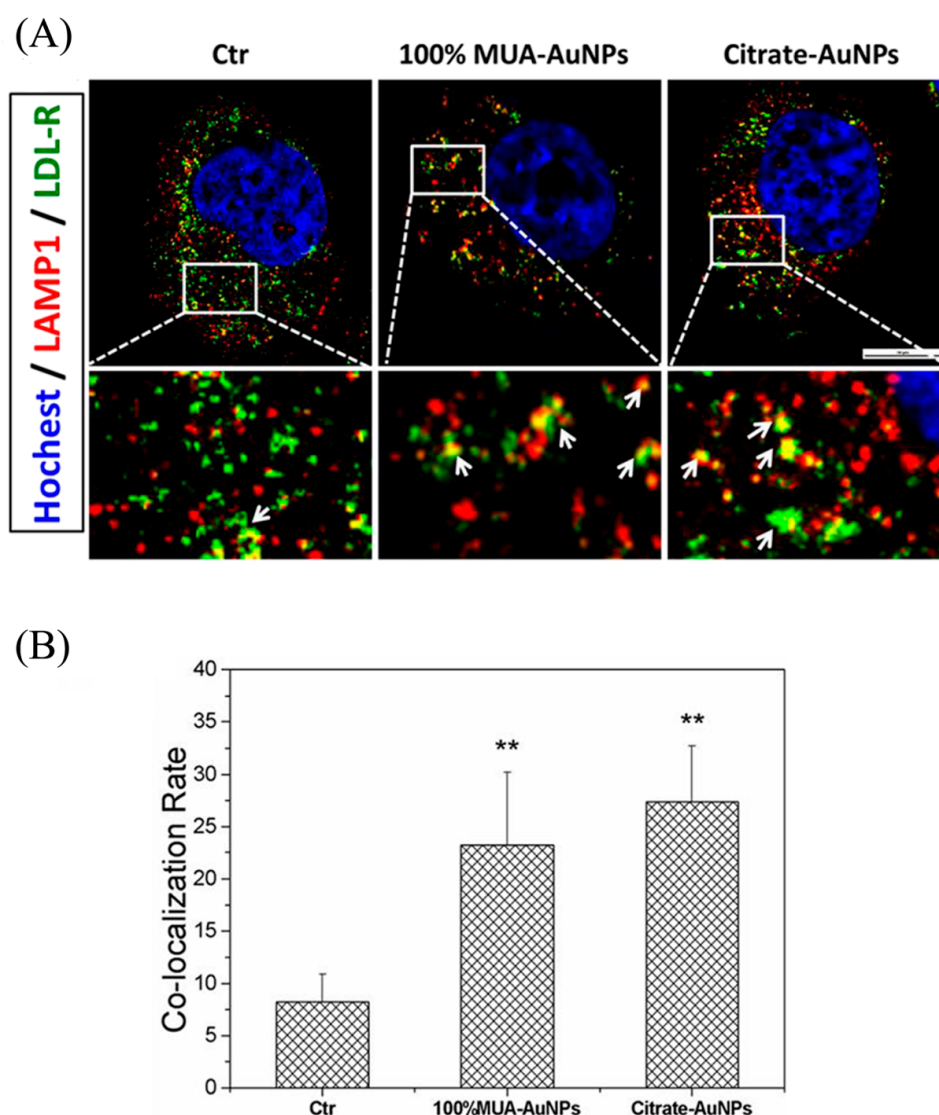 (A)
Ctr
100% MUA-AuNPs
Citrate-AuNPs
Hochest / LAMP1 / LDL-R
(B)
Co-localization Rate
40
35
30
25
20
15
10
5
0
**
**
Ctr
100%MUA-AuNPs
Citrate-AuNPs